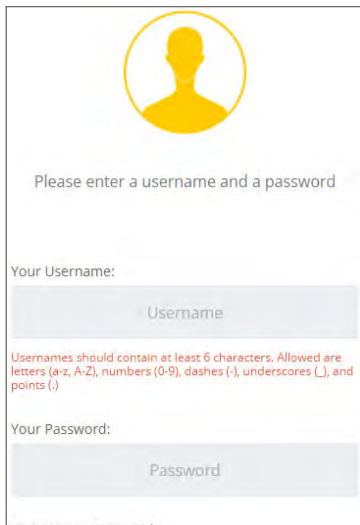 Please enter a username and a password
Your Username:
Username
Usernames should contain at least 6 characters. Allowed are
letters (a-z, A-Z), numbers (0-9), dashes (-), underscores (_), and
points (.)
Your Password:
Password